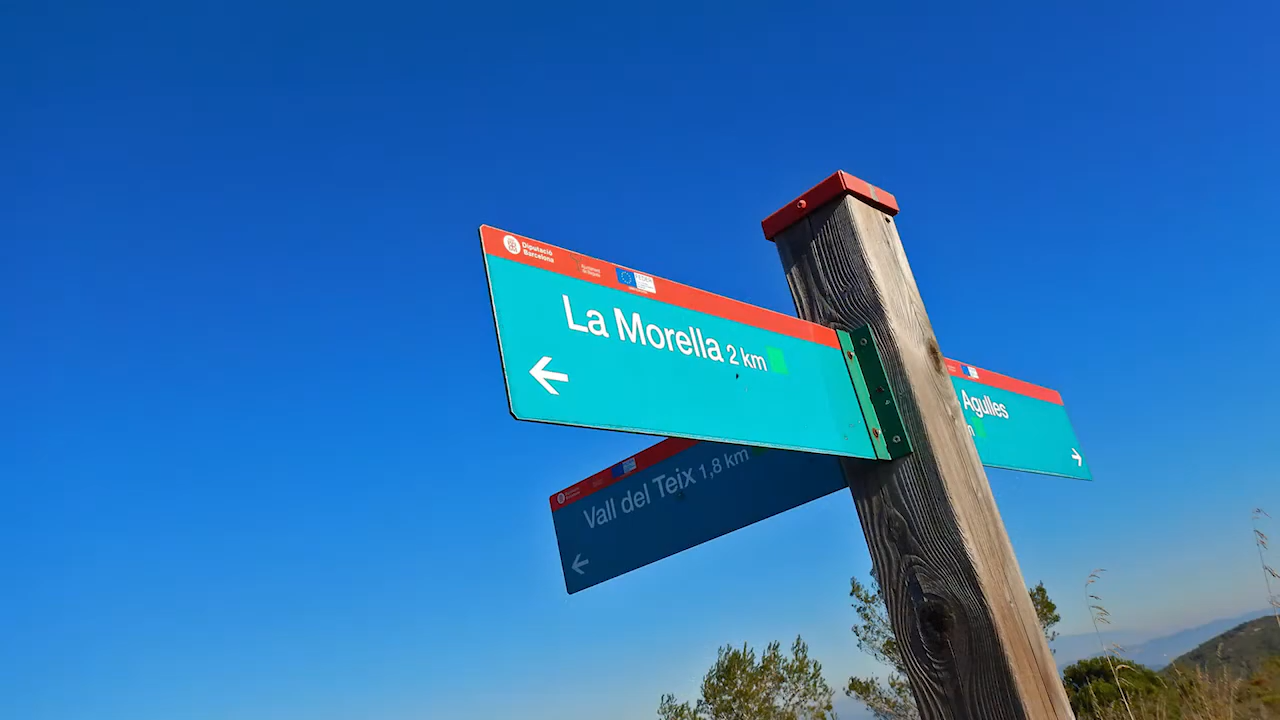 Diputació
Barcelona
La Morella 2 km
Vall del Teix 1,8 km
Agulles